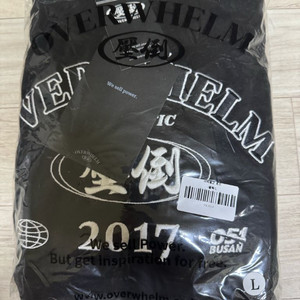 OVERWHELM
壓倒
We sell power.
VERWHELM
壓倒
2017
051
BUSAN
We sell Power.
But get inspiration for free.
L